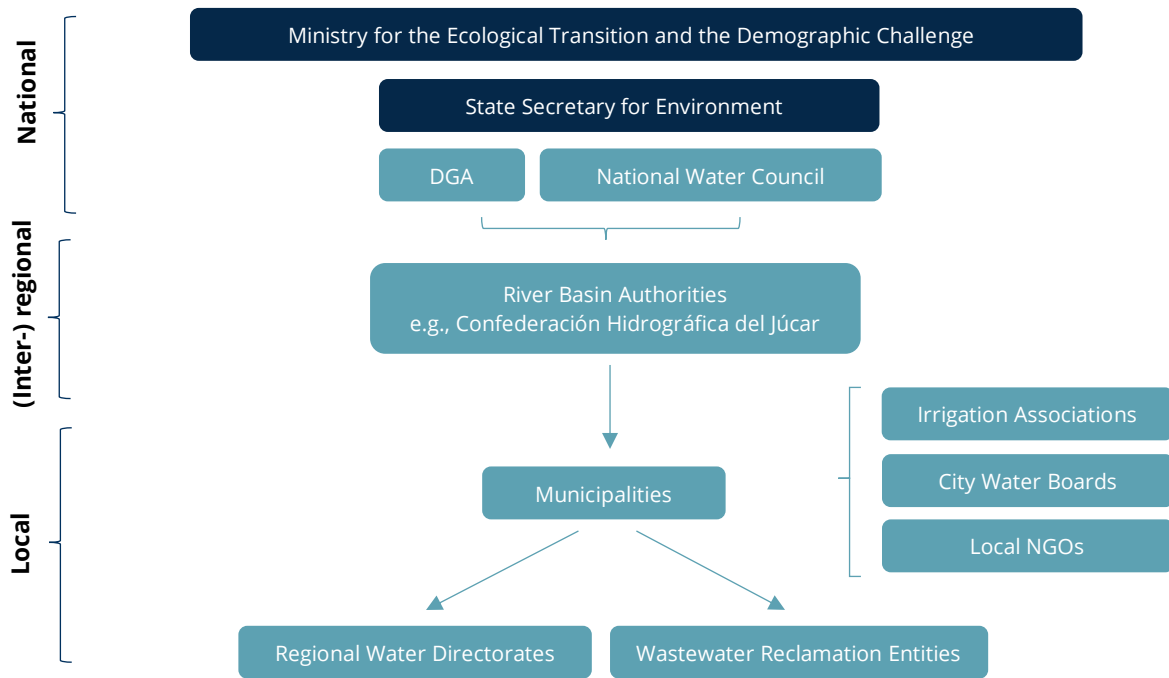 National
Ministry for the Ecological Transition and the Demographic Challenge
State Secretary for Environment
DGA
National Water Council
(Inter-) regional
River Basin Authorities
e.g., Confederación Hidrográfica del Júcar
Local
Municipalities
Irrigation Associations
City Water Boards
Local NGOs
Regional Water Directorates
Wastewater Reclamation Entities